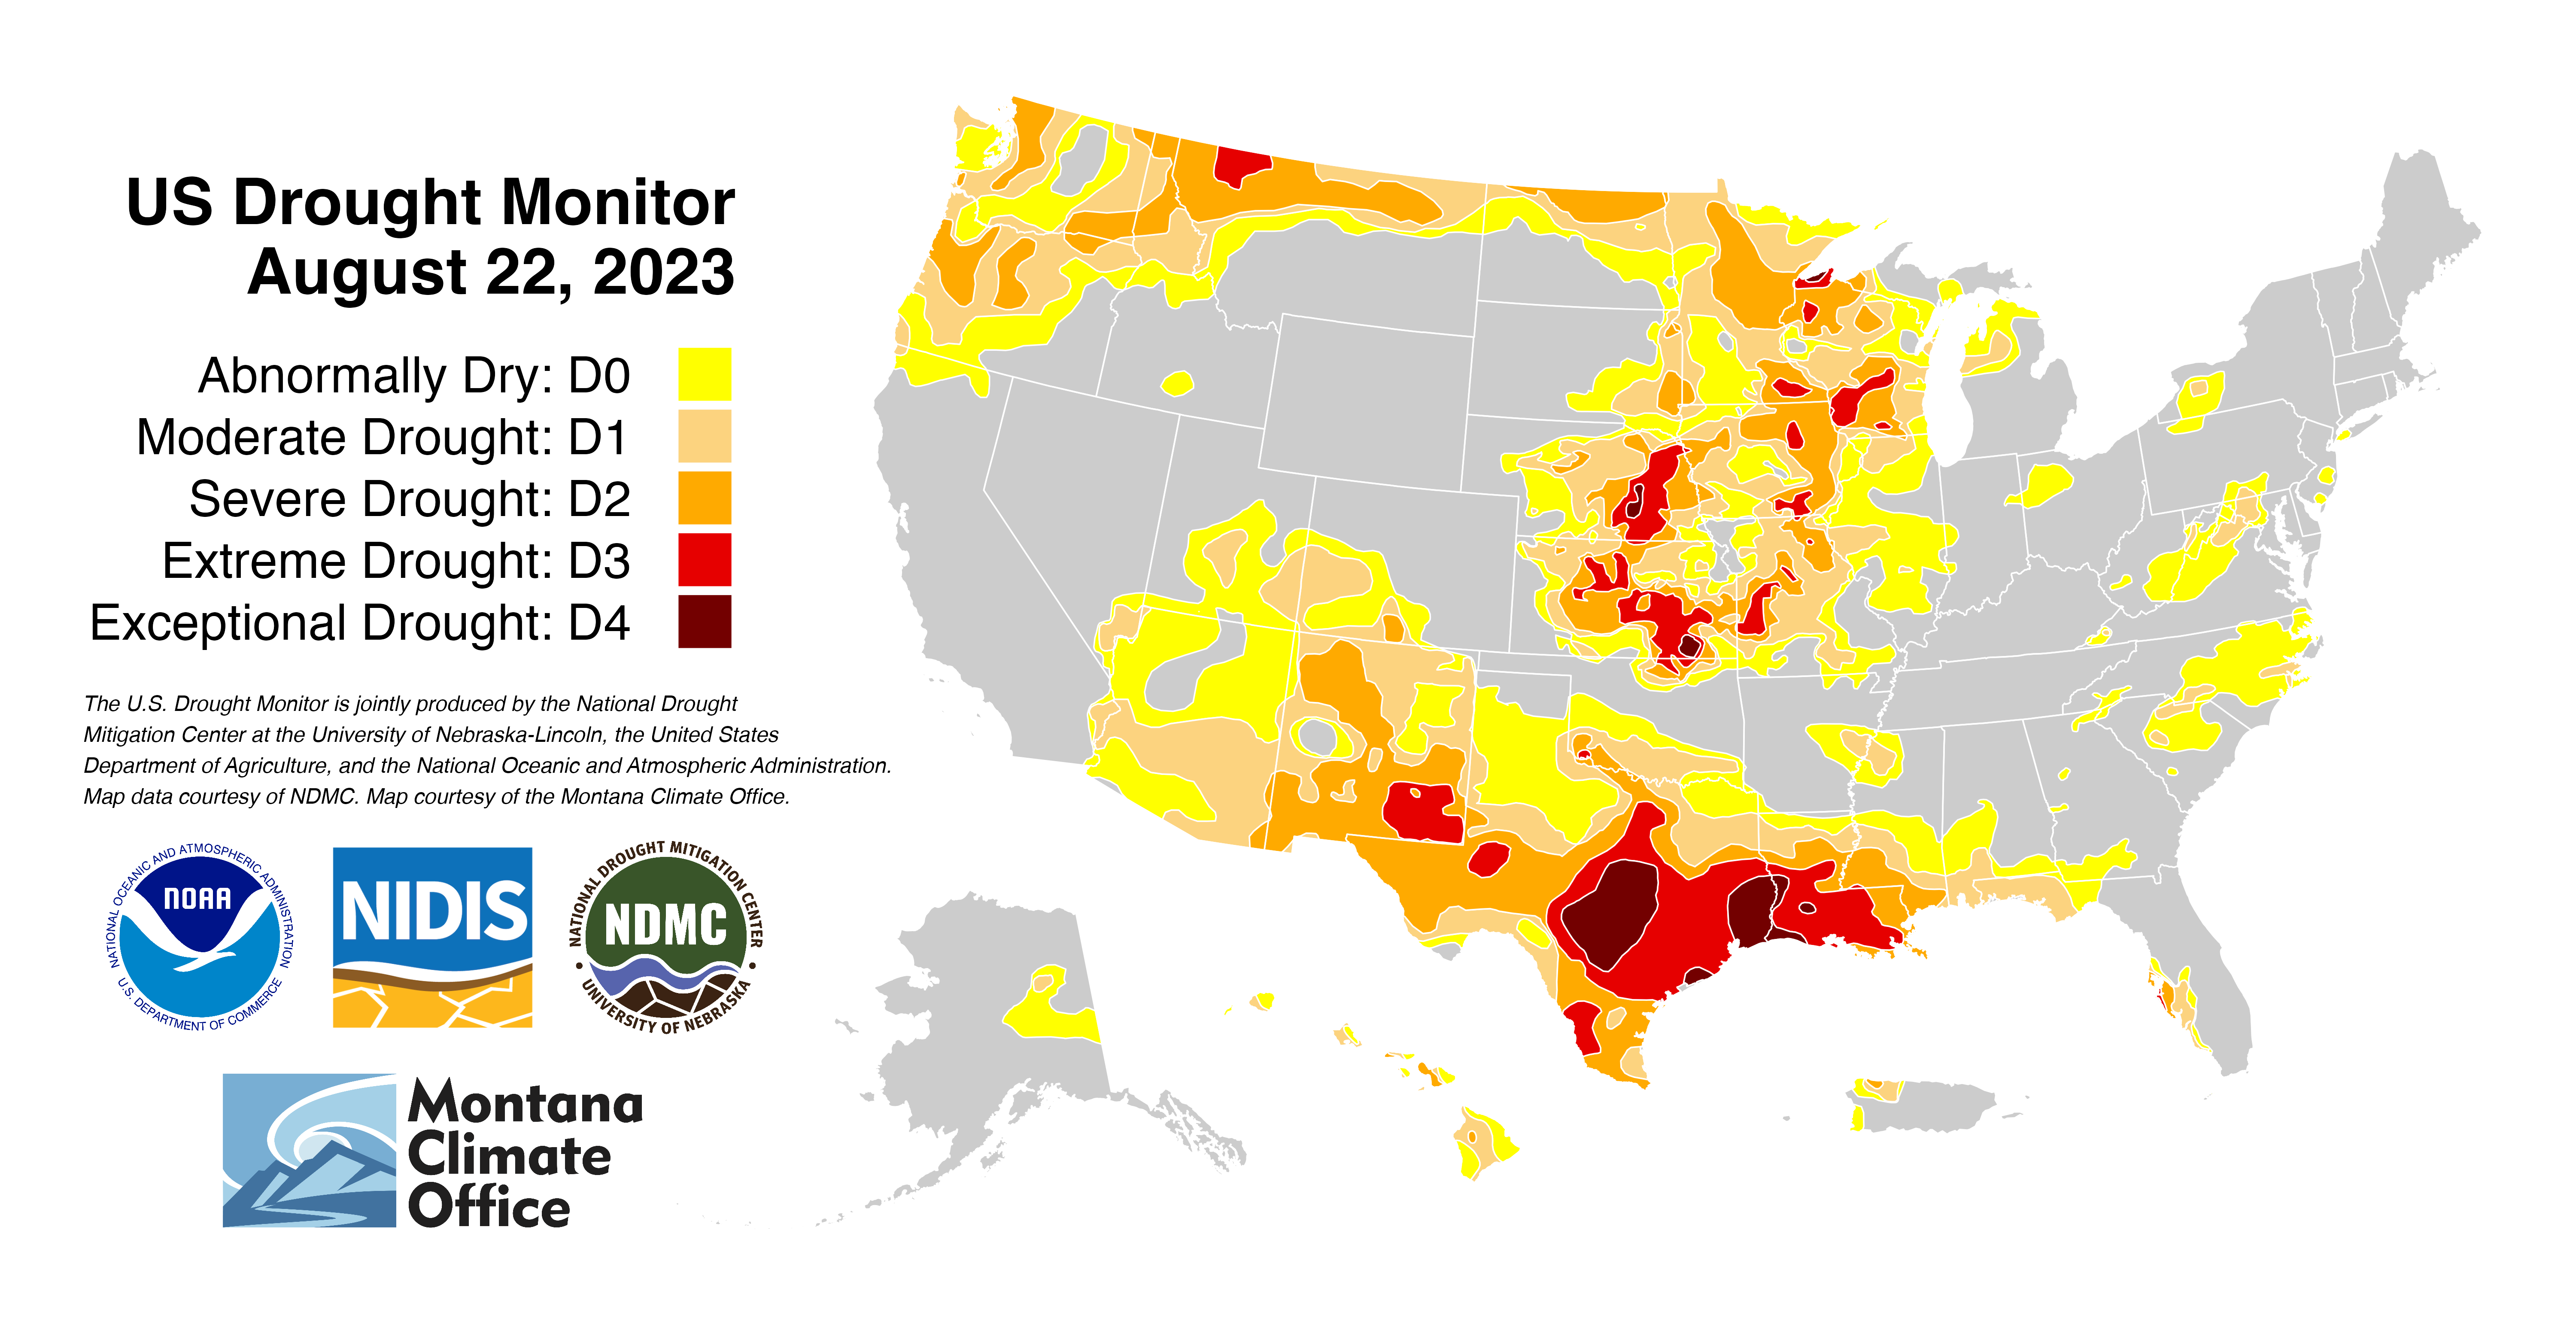 US Drought Monitor
August 22, 2023
Abnormally Dry: D0
Moderate Drought: D1
Severe Drought: D2
Extreme Drought: D3
Exceptional Drought: D4
The U.S. Drought Monitor is jointly produced by the National Drought
Mitigation Center at the University of Nebraska-Lincoln, the United States
Department of Agriculture, and the National Oceanic and Atmospheric Administration.
Map data courtesy of NDMC. Map courtesy of the Montana Climate Office.
NATIONAL OCEANIC AND ATMOSPHERIC ADMINISTRATION
NOAA
U.S. DEPARTMENT OF COMMERCE
NIDIS
NATIONAL DROUGHT MITIGATION CENTER
NDMC
UNIVERSITY OF NEBRASKA
Montana
Climate
Office